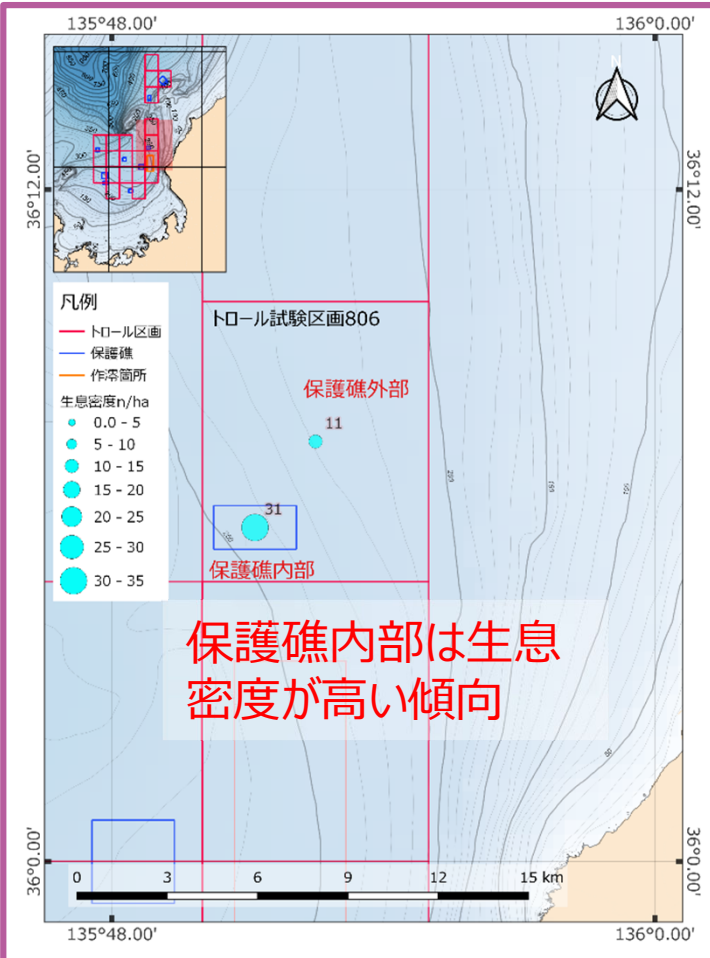 135°48.00' 136°0.00'
N
36°12.00' 36°12.00'
凡例
トロール区画
保護礁
作澪箇所
生息密度n/ha
0.0 - 5
5 - 10
10 - 15
15 - 20
20 - 25
25 - 30
30 - 35
トロール試験区画806
保護礁外部
11
31
保護礁内部
保護礁内部は生息
密度が高い傾向
36°0.00' 36°0.00'
0 3 6 9 12 15 km
135°48.00' 136°0.00'